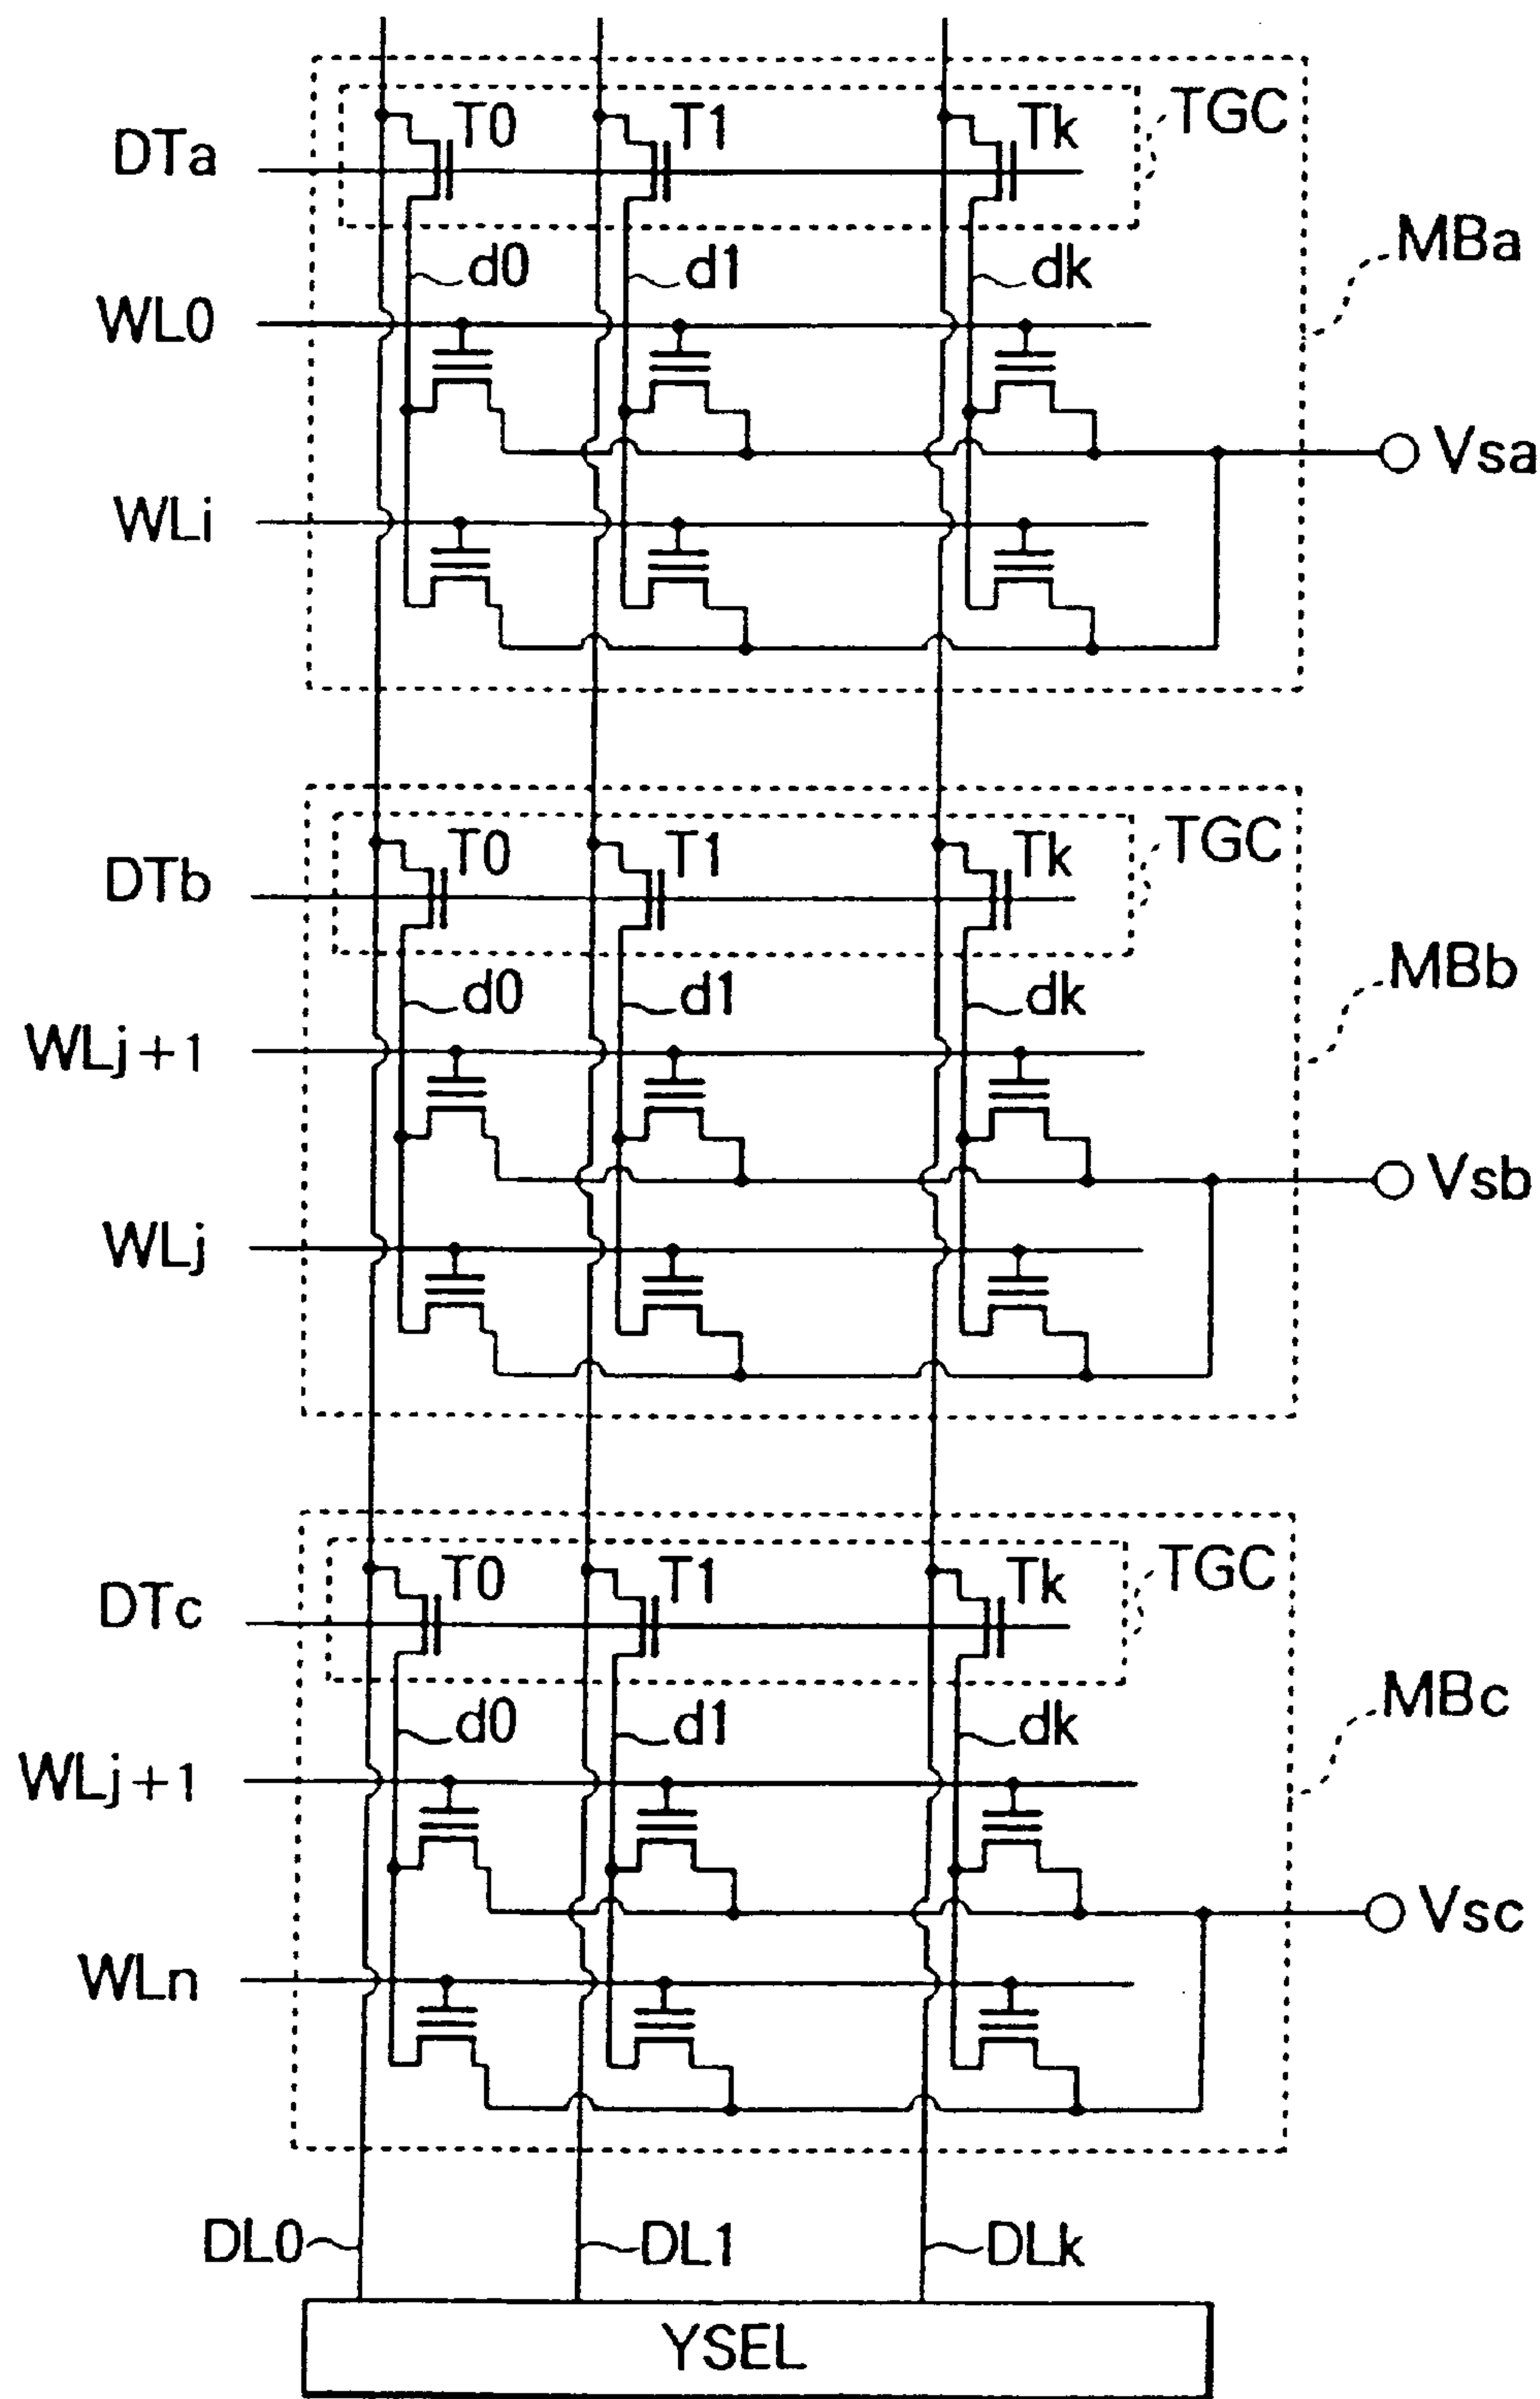 T0 T1 Tk TGC
DTa
MBa
d0 d1 dk
WL0
Vsa
WLi
T0 T1 Tk TGC
DTb
MBb
d0 d1 dk
WLj+1
Vsb
WLj
T0 T1 Tk TGC
DTc
MBc
d0 d1 dk
WLj+1
Vsc
WLn
DL0 DL1 DLk
YSEL